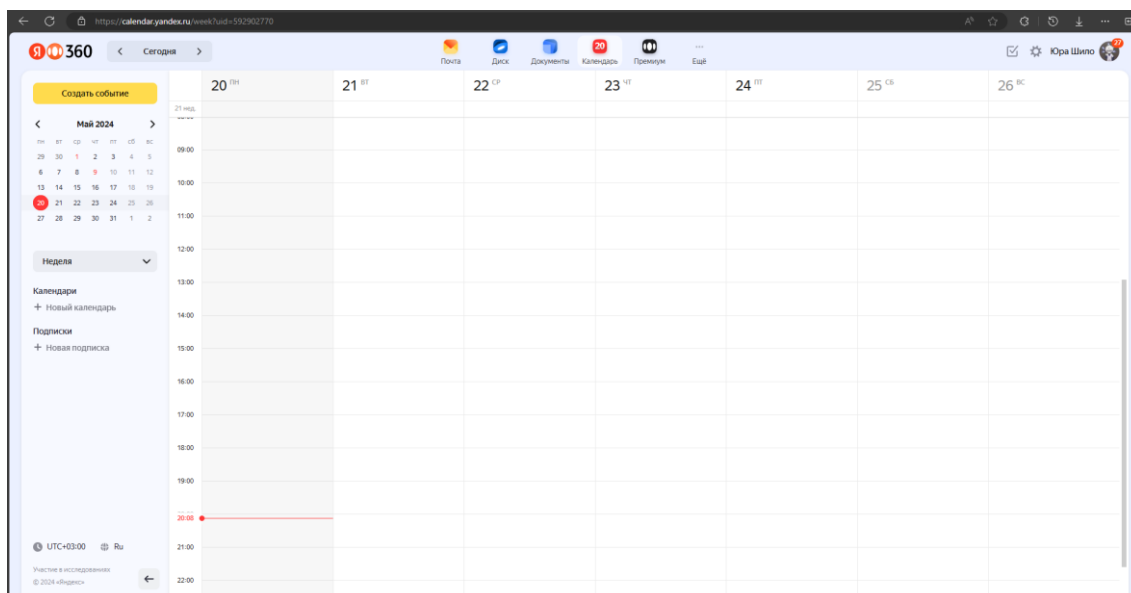 https://calendar.yandex.ru/week?uid=592902770
Я 360
Сегодня
Почта
Диск
Документы
20
Календарь
Премиум
Ещё
Юра Шило
27
Создать событие
Май 2024
пн вт ср чт пт сб вс
29 30 1 2 3 4 5
6 7 8 9 10 11 12
13 14 15 16 17 18 19
20 21 22 23 24 25 26
27 28 29 30 31 1 2
Неделя
Календари
+ Новый календарь
Подписки
+ Новая подписка
UTC+03:00 Ru
Участие в исследованиях
© 2024 «Яндекс»
20 ПН 21 ВТ 22 СР 23 ЧТ 24 ПТ 25 СБ 26 ВС
21 нед.
09:00
10:00
11:00
12:00
13:00
14:00
15:00
16:00
17:00
18:00
19:00
20:08
21:00
22:00